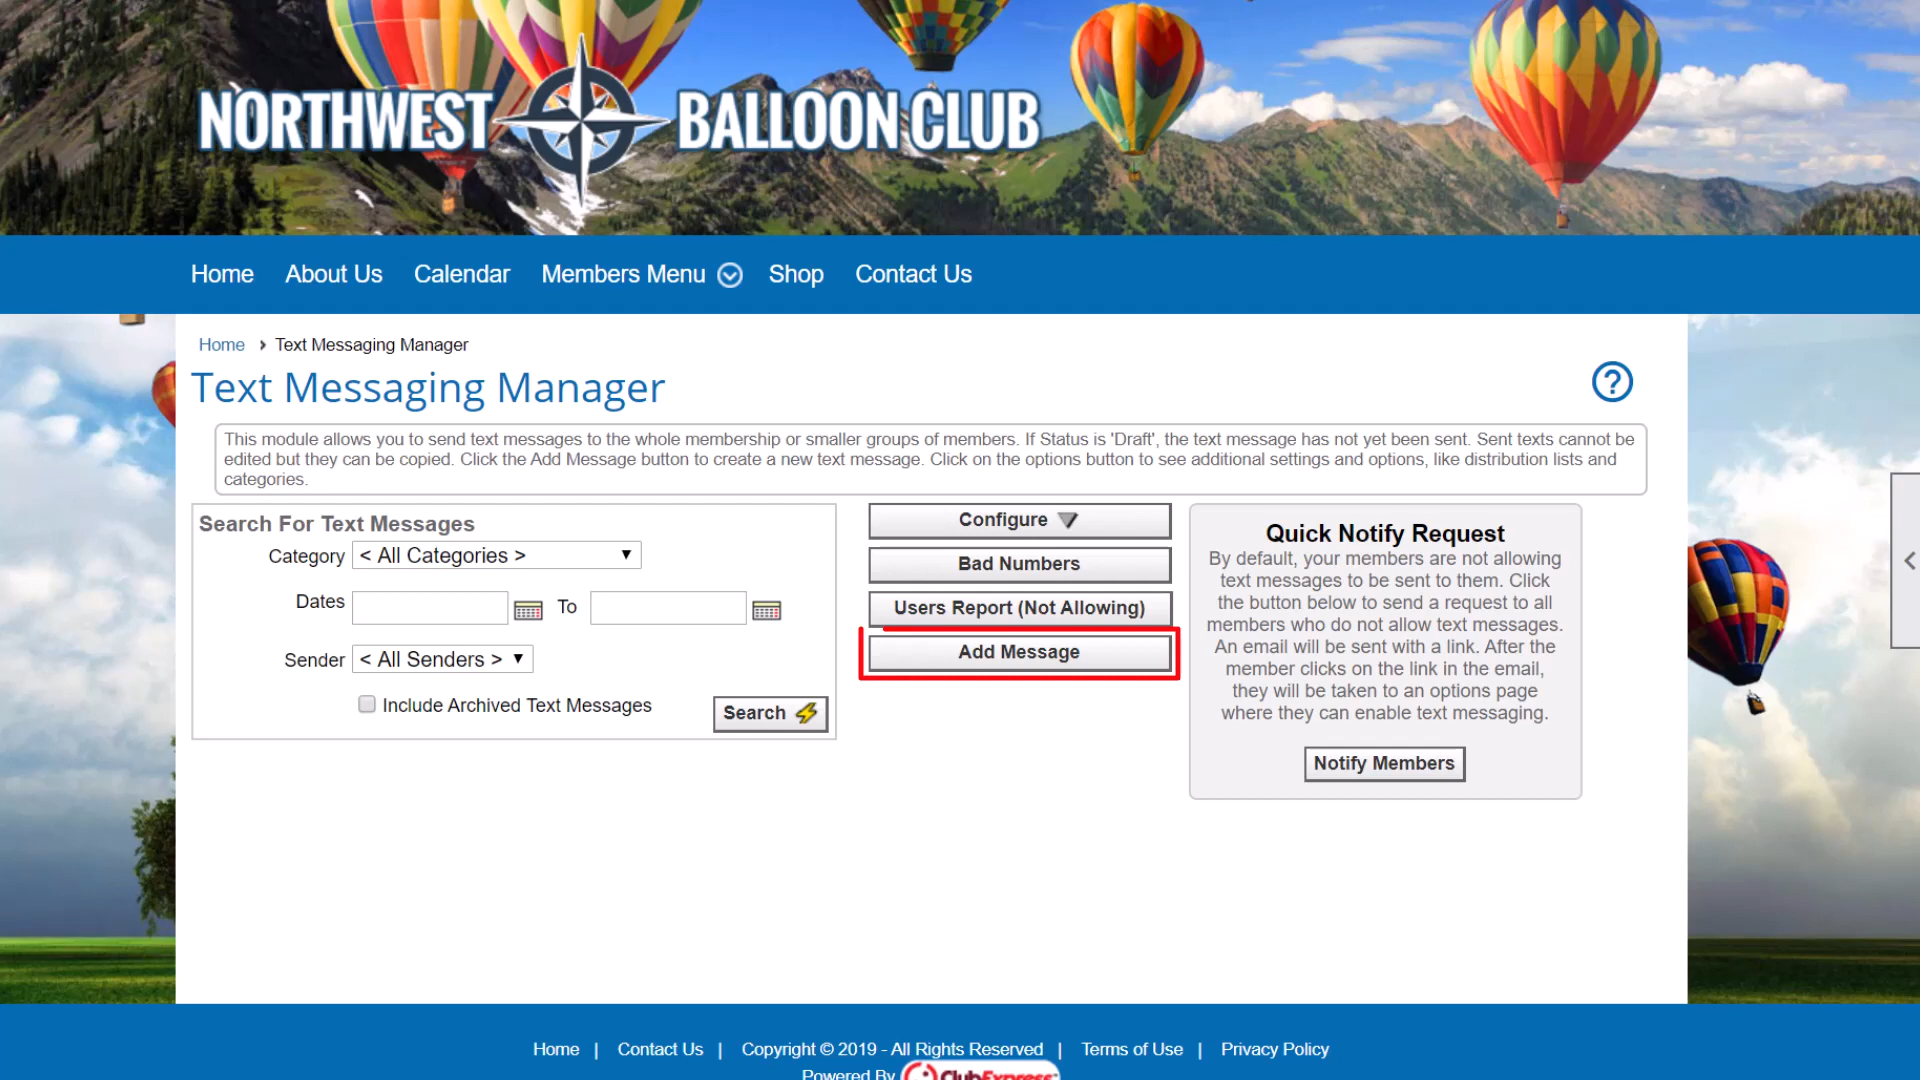 NORTHWEST BALLOON CLUB
Home About Us Calendar Members Menu Shop Contact Us
Home › Text Messaging Manager
Text Messaging Manager
This module allows you to send text messages to the whole membership or smaller groups of members. If Status is 'Draft', the text message has not yet been sent. Sent texts cannot be
edited but they can be copied. Click the Add Message button to create a new text message. Click on the options button to see additional settings and options, like distribution lists and
categories.
Search For Text Messages
Category < All Categories >
Dates To
Sender < All Senders >
Include Archived Text Messages
Search
Configure
Bad Numbers
Users Report (Not Allowing)
Add Message
Quick Notify Request
By default, your members are not allowing
text messages to be sent to them. Click
the button below to send a request to all
members who do not allow text messages.
An email will be sent with a link. After the
member clicks on the link in the email,
they will be taken to an options page
where they can enable text messaging.
Notify Members
Home | Contact Us | Copyright © 2019 - All Rights Reserved | Terms of Use | Privacy Policy
Powered By ClubExpress